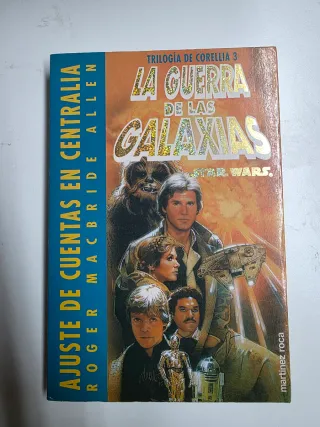 TRILOGÍA DE CORELLIA 3
LA GUERRA
DE LAS
GALAXIAS
STAR WARS.
AJUSTE DE CUENTAS EN CENTRALIA
ROGER MACBRIDE ALLEN
martínez roca